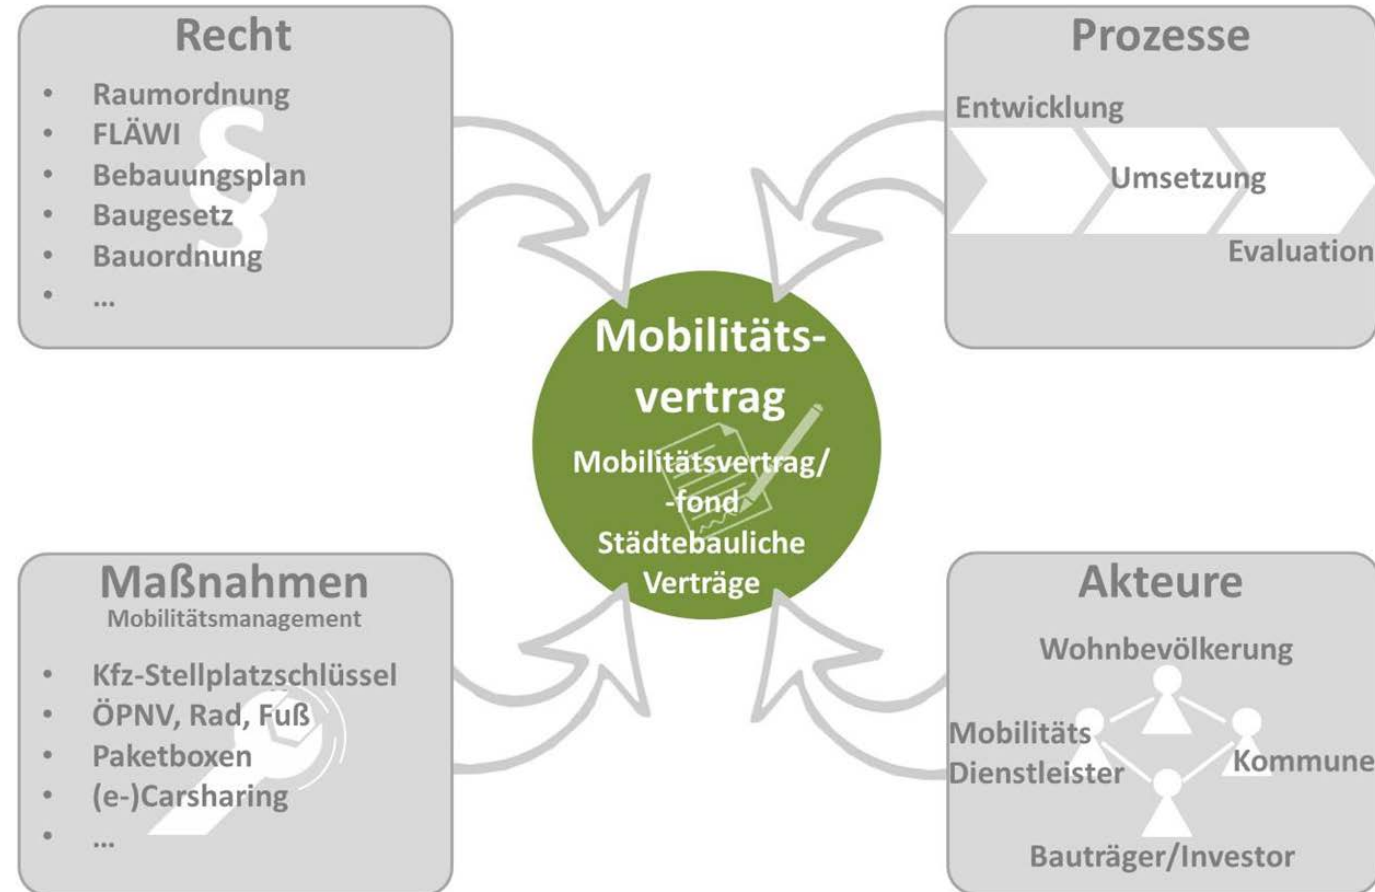 Recht
• Raumordnung
• FLÄWI
• Bebauungsplan
• Baugesetz
• Bauordnung
• ...
Prozesse
Entwicklung
Umsetzung
Evaluation
Mobilitäts-
vertrag
Mobilitätsvertrag/
-fond
Städtebauliche
Verträge
Maßnahmen
Mobilitätsmanagement
• Kfz-Stellplatzschlüssel
• ÖPNV, Rad, Fuß
• Paketboxen
• (e-)Carsharing
• ...
Akteure
Wohnbevölkerung
Mobilitäts
Dienstleister
Kommune
Bauträger/Investor